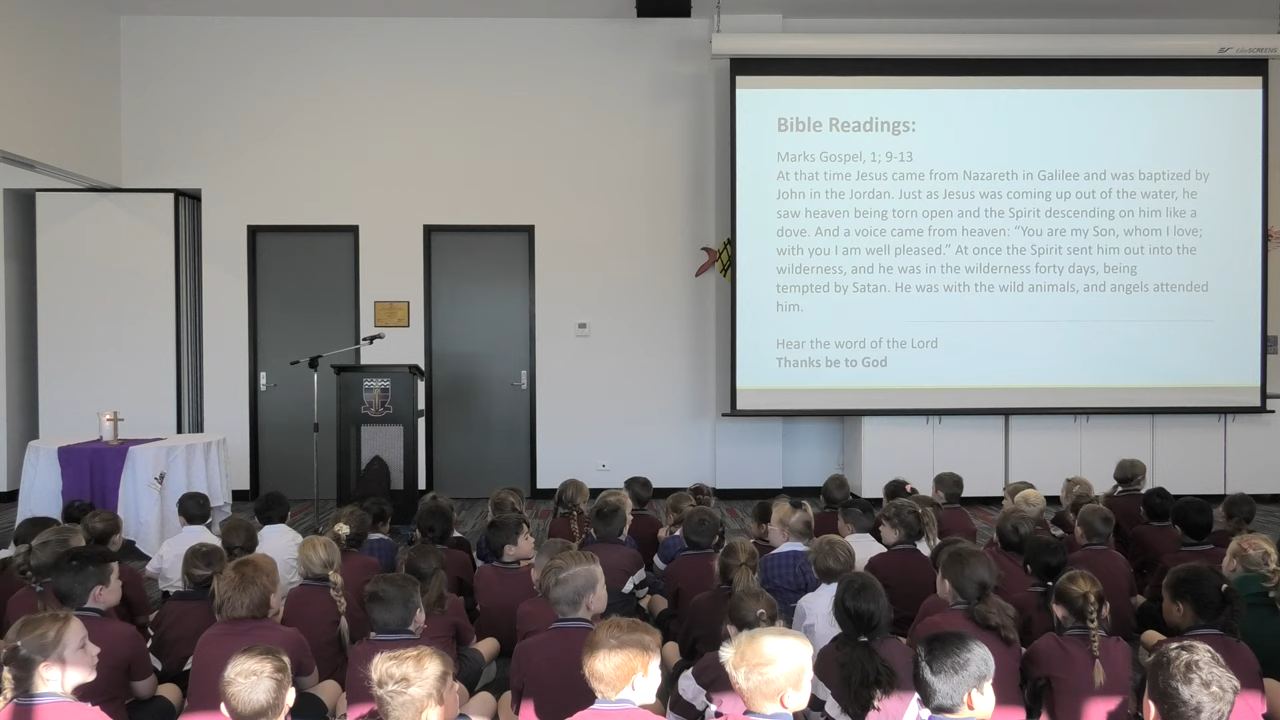 SCREENS
Bible Readings:
Marks Gospel, 1; 9-13
At that time Jesus came from Nazareth in Galilee and was baptized by
John in the Jordan. Just as Jesus was coming up out of the water, he
saw heaven being torn open and the Spirit descending on him like a
dove. And a voice came from heaven: “You are my Son, whom I love;
with you I am well pleased.” At once the Spirit sent him out into the
wilderness, and he was in the wilderness forty days, being
tempted by Satan. He was with the wild animals, and angels attended
him.
Hear the word of the Lord
Thanks be to God